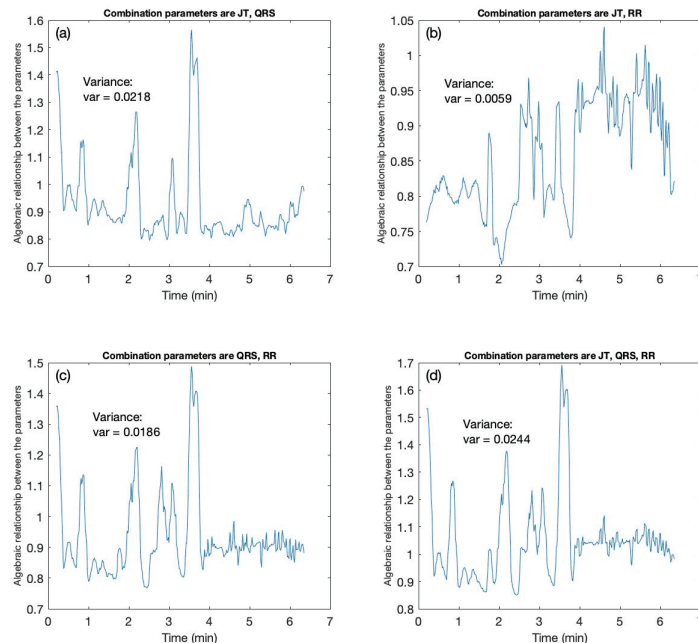 Combination parameters are JT, QRS
(a)
Variance:
var = 0.0218
Algebraic relationship between the parameters
1.6
1.5
1.4
1.3
1.2
1.1
1
0.9
0.8
0.7
0 1 2 3 4 5 6 7
Time (min)
Combination parameters are JT, RR
(b)
Variance:
var = 0.0059
Algebraic relationship between the parameters
1.05
1
0.95
0.9
0.85
0.8
0.75
0.7
0 1 2 3 4 5 6
Time (min)
Combination parameters are QRS, RR
(c)
Variance:
var = 0.0186
Algebraic relationship between the parameters
1.5
1.4
1.3
1.2
1.1
1
0.9
0.8
0.7
0 1 2 3 4 5 6 7
Time (min)
Combination parameters are JT, QRS, RR
(d)
Variance:
var = 0.0244
Algebraic relationship between the parameters
1.7
1.6
1.5
1.4
1.3
1.2
1.1
1
0.9
0.8
0 1 2 3 4 5 6
Time (min)